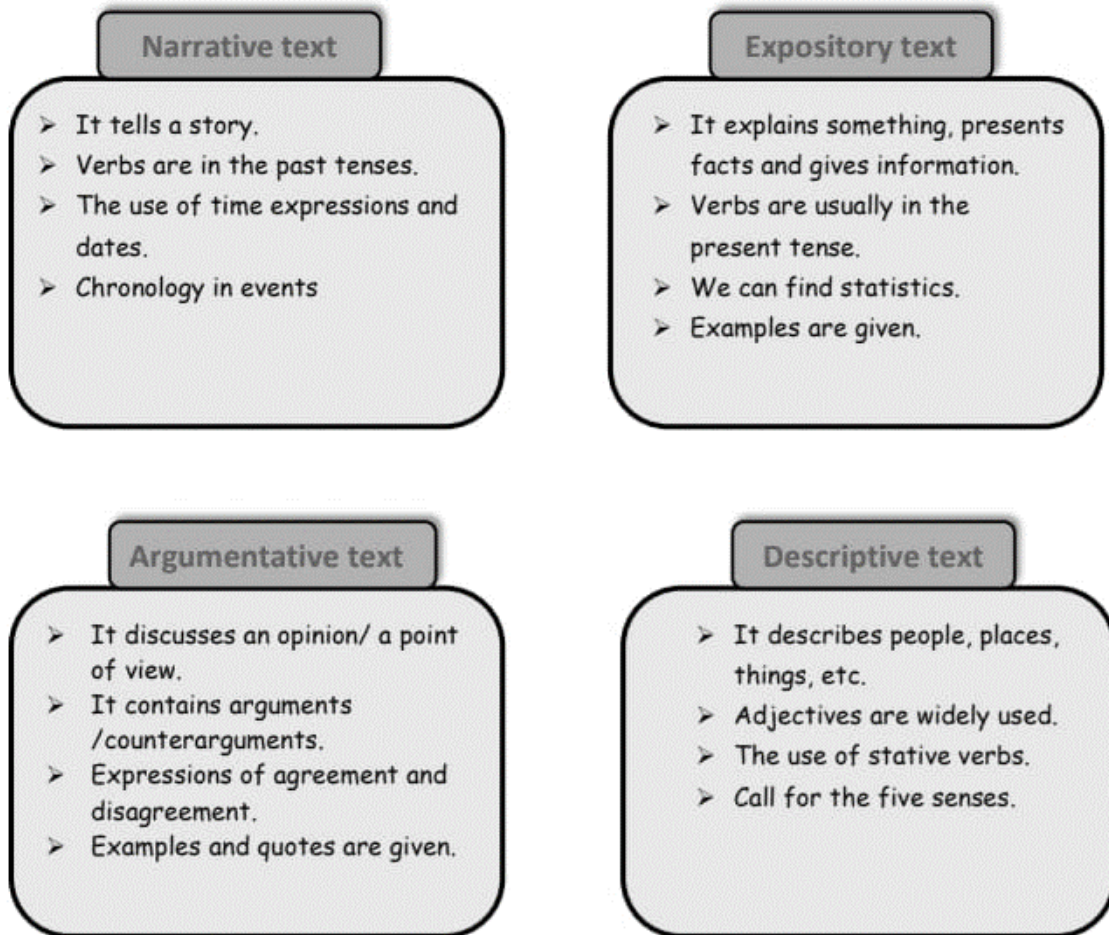 Narrative text
➤ It tells a story.
➤ Verbs are in the past tenses.
➤ The use of time expressions and
dates.
➤ Chronology in events
Expository text
➤ It explains something, presents
facts and gives information.
➤ Verbs are usually in the
present tense.
➤ We can find statistics.
➤ Examples are given.
Argumentative text
➤ It discusses an opinion/ a point
of view.
➤ It contains arguments
/counterarguments.
➤ Expressions of agreement and
disagreement.
➤ Examples and quotes are given.
Descriptive text
➤ It describes people, places,
things, etc.
➤ Adjectives are widely used.
➤ The use of stative verbs.
➤ Call for the five senses.